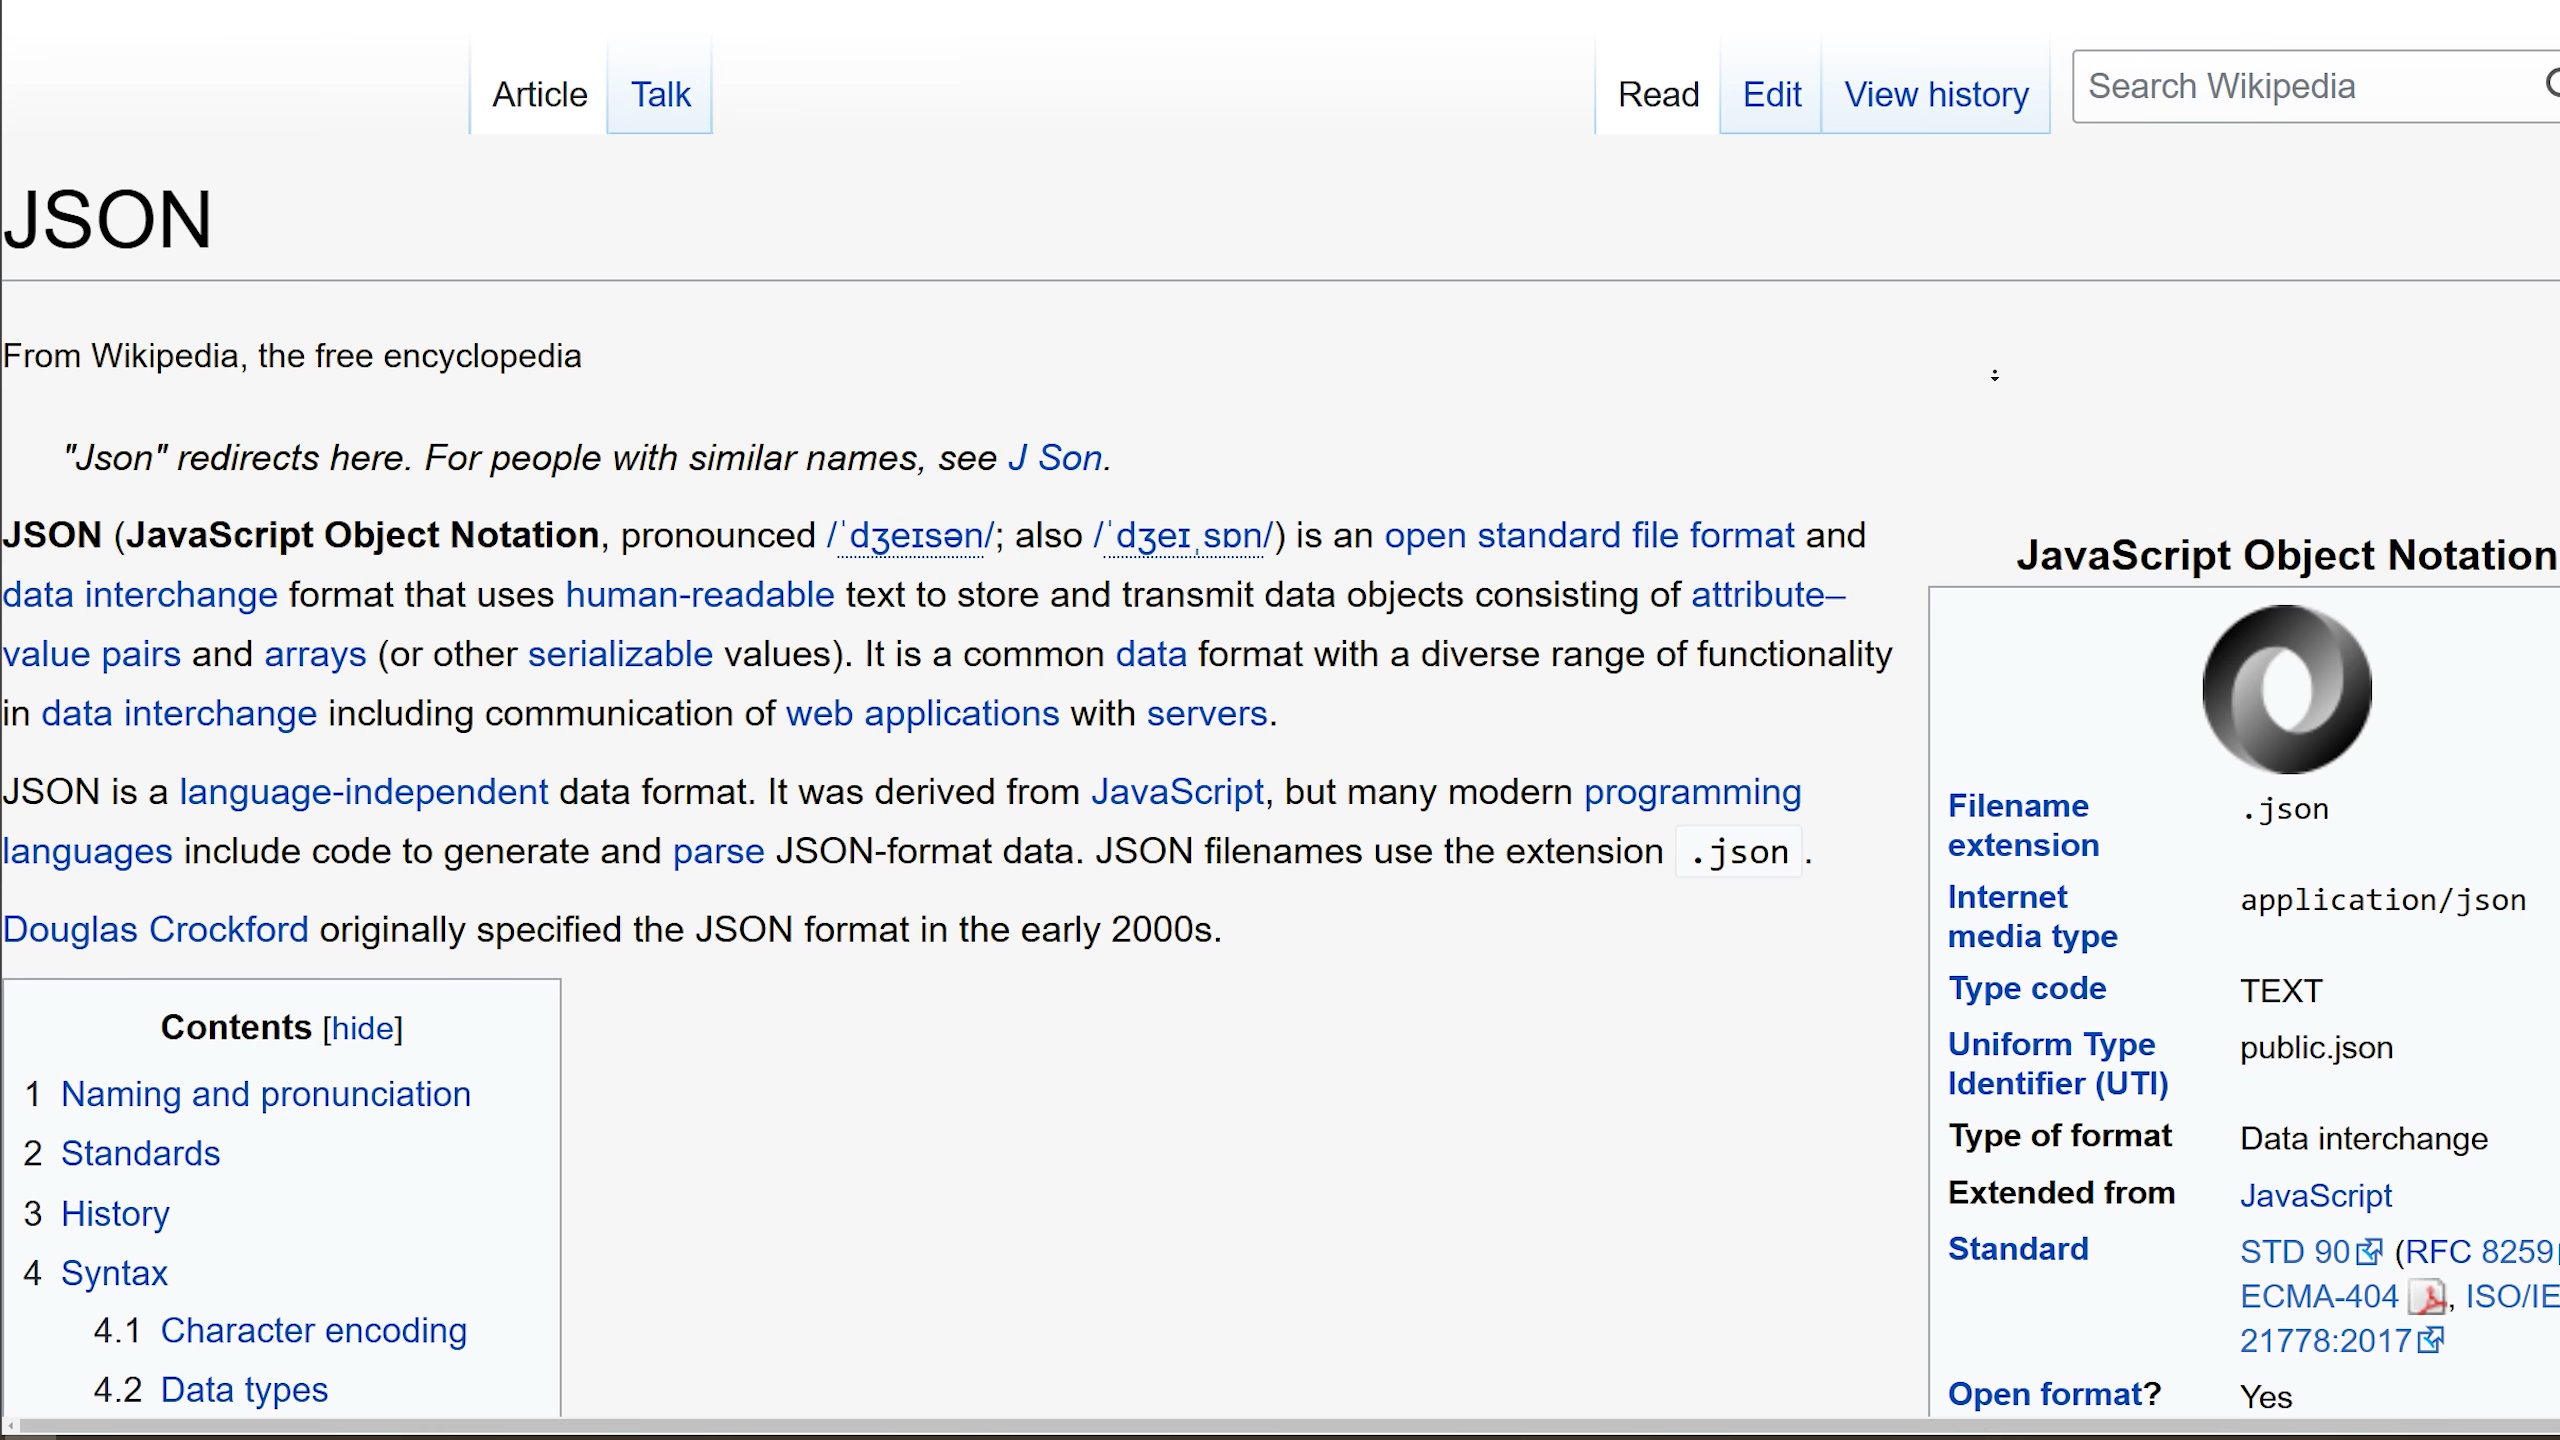 Article
Talk
Read
Edit
View history
Search Wikipedia
JSON
From Wikipedia, the free encyclopedia
"Json" redirects here. For people with similar names, see J Son.
JSON (JavaScript Object Notation, pronounced /ˈdʒeɪsən/; also /ˈdʒeɪˌsɒn/) is an open standard file format and
data interchange format that uses human-readable text to store and transmit data objects consisting of attribute–
value pairs and arrays (or other serializable values). It is a common data format with a diverse range of functionality
in data interchange including communication of web applications with servers.
JSON is a language-independent data format. It was derived from JavaScript, but many modern programming
languages include code to generate and parse JSON-format data. JSON filenames use the extension .json.
Douglas Crockford originally specified the JSON format in the early 2000s.
Contents [hide]
1 Naming and pronunciation
2 Standards
3 History
4 Syntax
4.1 Character encoding
4.2 Data types
JavaScript Object Notation
Filename
extension
.json
Internet
media type
application/json
Type code
TEXT
Uniform Type
Identifier (UTI)
public.json
Type of format
Data interchange
Extended from
JavaScript
Standard
STD 90 (RFC 8259
ECMA-404, ISO/IE
21778:2017
Open format?
Yes